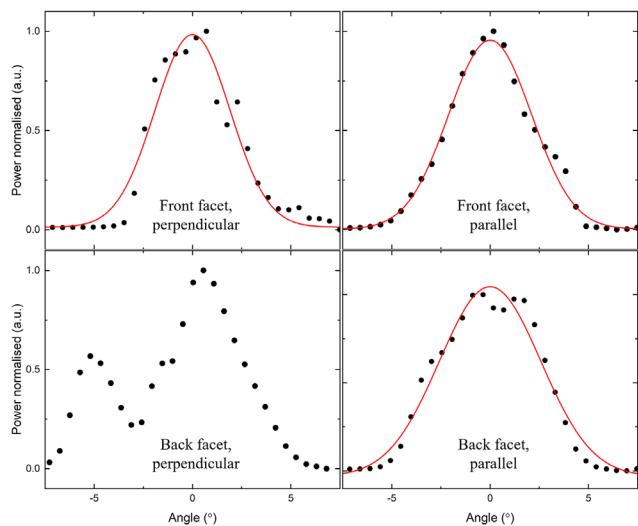 Power normalised (a.u.)
1.0
0.5
0.0
Front facet,
perpendicular
Front facet,
parallel
Power normalised (a.u.)
1.0
0.5
0.0
Back facet,
perpendicular
Back facet,
parallel
-5
0
5
-5
0
5
Angle (°)
Angle (°)